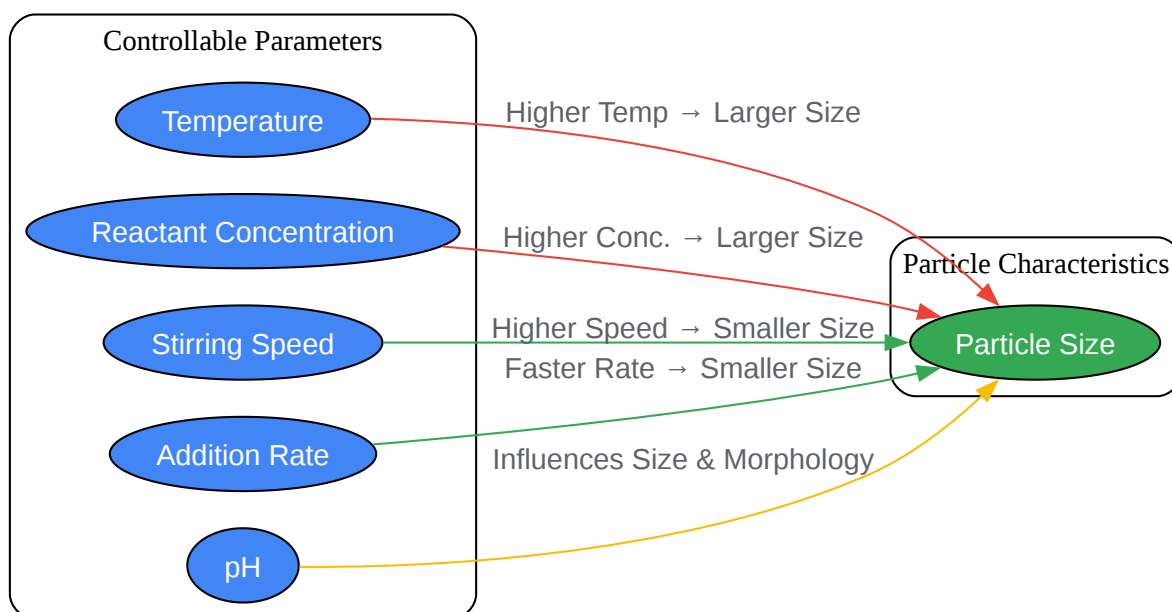 Controllable Parameters
Temperature
Higher Temp → Larger Size
Reactant Concentration
Higher Conc. → Larger Size
Particle Characteristics
Stirring Speed
Higher Speed → Smaller Size
Particle Size
Faster Rate → Smaller Size
Addition Rate
Influences Size & Morphology
pH